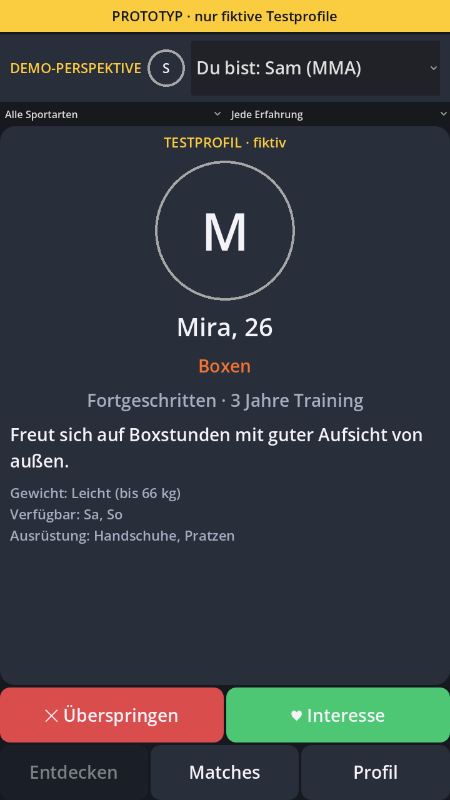 PROTOTYP · nur fiktive Testprofile
DEMO-PERSPEKTIVE S Du bist: Sam (MMA)
Alle Sportarten Jede Erfahrung
TESTPROFIL · fiktiv
M
Mira, 26
Boxen
Fortgeschritten · 3 Jahre Training
Freut sich auf Boxstunden mit guter Aufsicht von
außen.
Gewicht: Leicht (bis 66 kg)
Verfügbar: Sa, So
Ausrüstung: Handschuhe, Pratzen
Überspringen Interesse
Entdecken Matches Profil